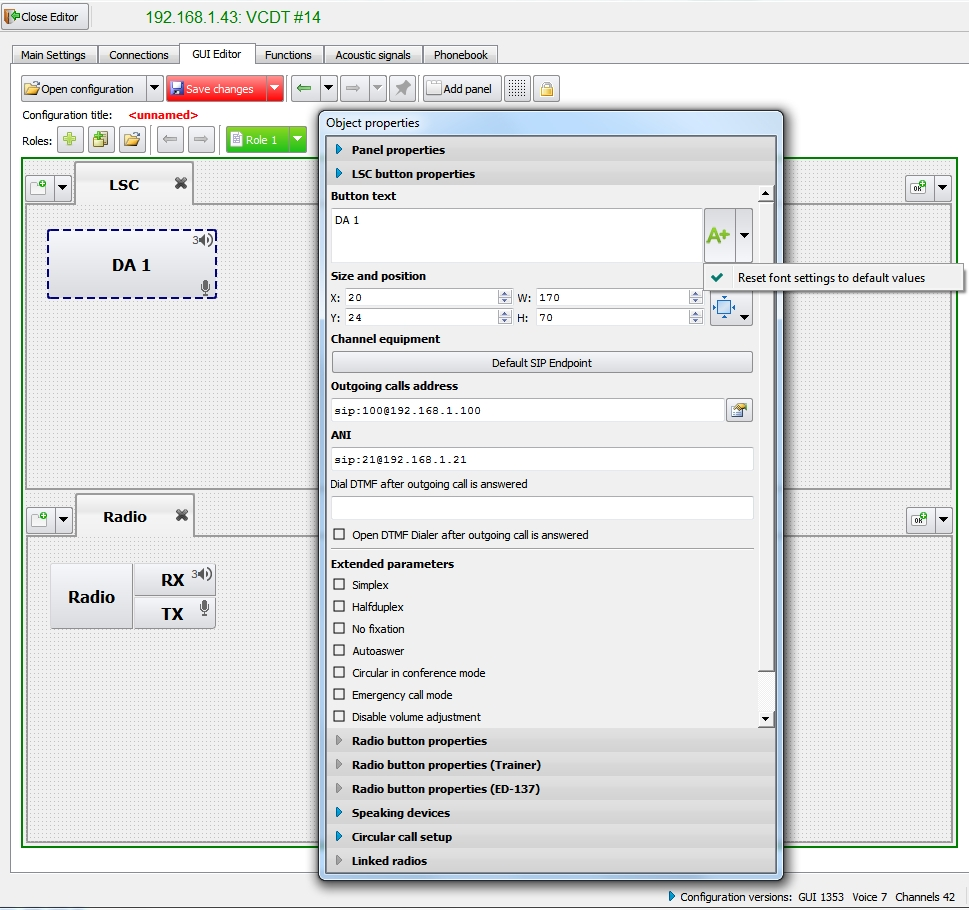 Close Editor 192.168.1.43: VCDT #14
Main Settings Connections GUI Editor Functions Acoustic signals Phonebook
Open configuration Save changes Add panel
Configuration title: <unnamed>
Roles: Role 1
LSC OK
DA 1 3
Radio OK
Radio RX 3
TX
Object properties
Panel properties
LSC button properties
Button text
DA 1
A+
Reset font settings to default values
Size and position
X: 20 W: 170
Y: 24 H: 70
Channel equipment
Default SIP Endpoint
Outgoing calls address
sip:100@192.168.1.100
ANI
sip:21@192.168.1.21
Dial DTMF after outgoing call is answered
Open DTMF Dialer after outgoing call is answered
Extended parameters
Simplex
Halfduplex
No fixation
Autoaswer
Circular in conference mode
Emergency call mode
Disable volume adjustment
Radio button properties
Radio button properties (Trainer)
Radio button properties (ED-137)
Speaking devices
Circular call setup
Linked radios
Configuration versions: GUI 1353 Voice 7 Channels 42